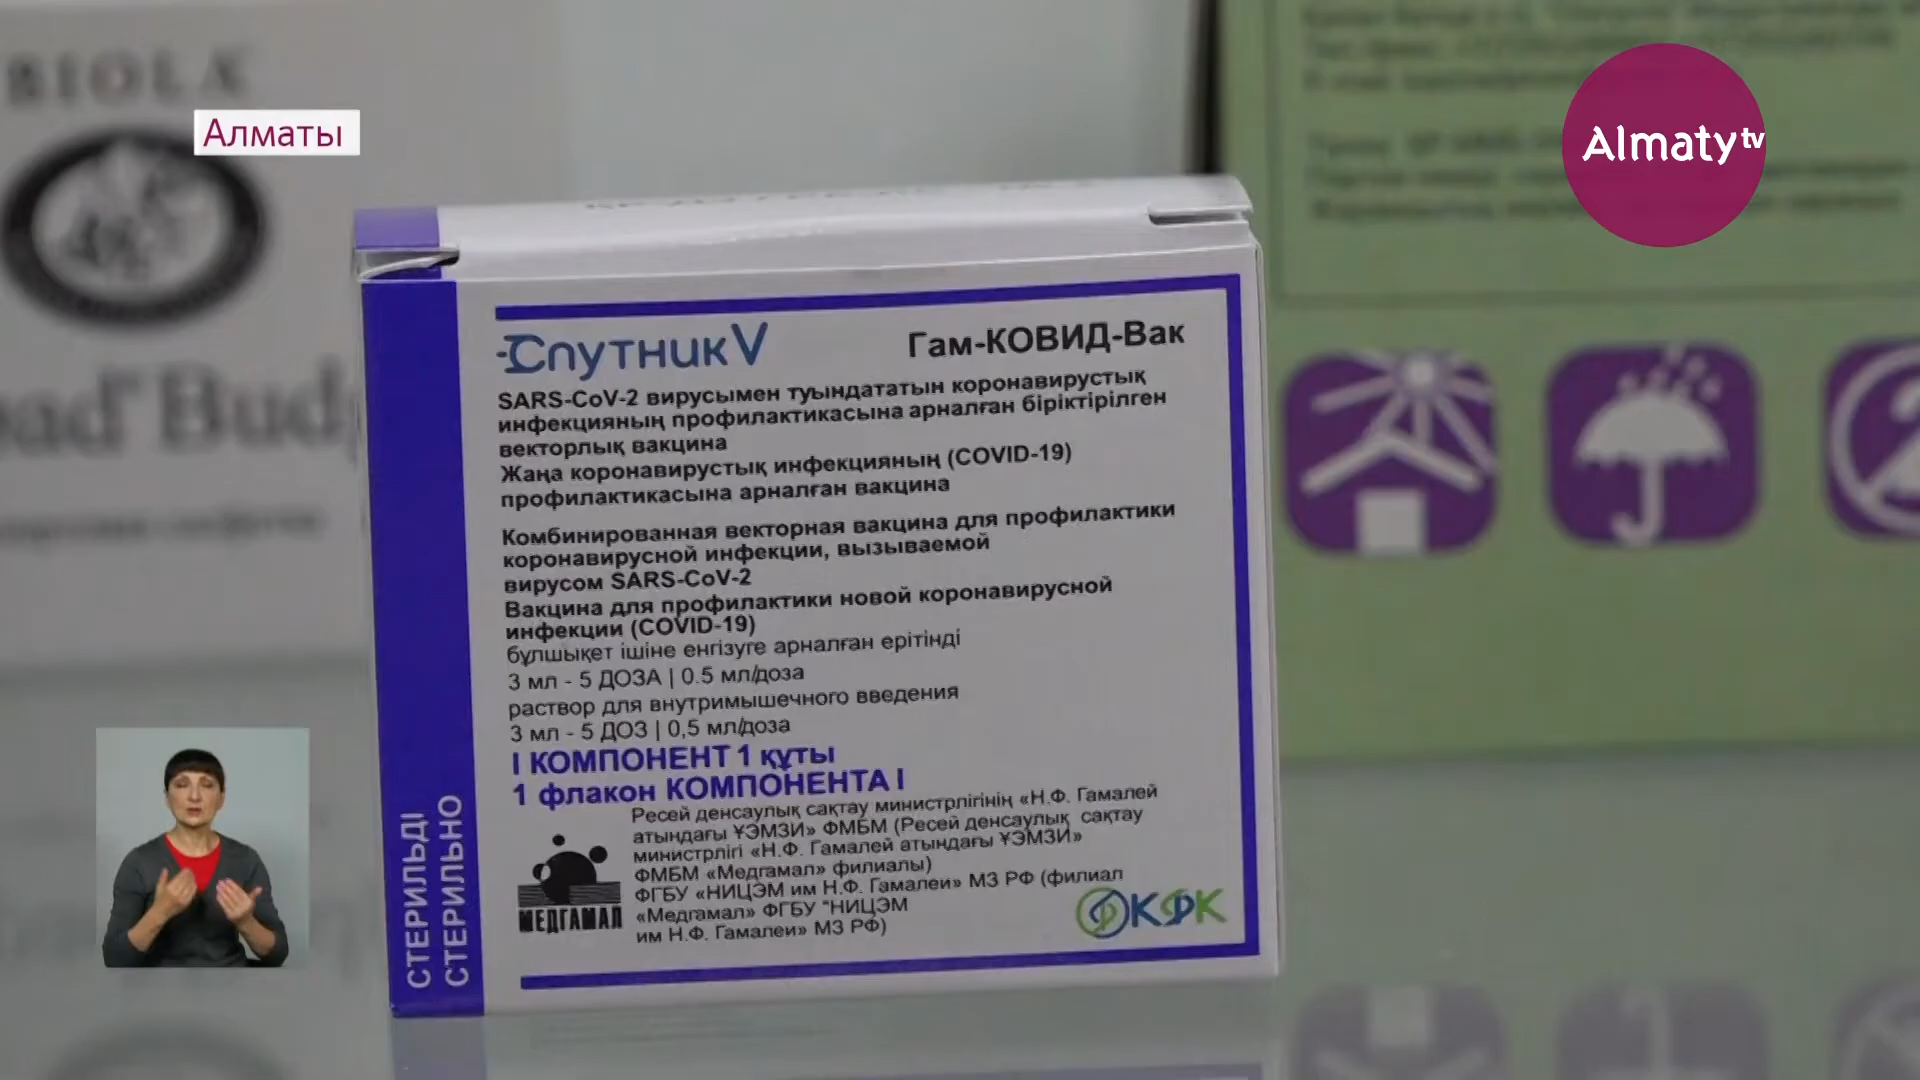 BIOLA
Алматы
Almaty tv
СПУТНИК V
Гам-КОВИД-Вак
SARS-CoV-2 вирусымен туындататын коронавирустық
инфекцияның профилактикасына арналған біріктірілген
векторлық вакцина
Жаңа коронавирустық инфекцияның (COVID-19)
профилактикасына арналған вакцина
Комбинированная векторная вакцина для профилактики
коронавирусной инфекции, вызываемой
вирусом SARS-CoV-2
Вакцина для профилактики новой коронавирусной
инфекции (COVID-19)
бұлшықет ішіне енгізуге арналған ерітінді
3 мл - 5 ДОЗА | 0.5 мл/доза
раствор для внутримышечного введения
3 мл - 5 ДОЗ | 0,5 мл/доза
I КОМПОНЕНТ 1 құты
1 флакон КОМПОНЕНТА I
Ресей денсаулық сақтау министрлігінің «Н.Ф. Гамалей
атындағы ҰЭМЗИ» ФМБМ (Ресей денсаулық сақтау
министрлігі «Н.Ф. Гамалей атындағы ҰЭМЗИ»
ФМБМ «Медгамал» филиалы)
ФГБУ «НИЦЭМ им Н.Ф. Гамалеи» МЗ РФ (филиал
«Медгамал» ФГБУ "НИЦЭМ
им Н.Ф. Гамалеи» МЗ РФ)
МЕДГАМАЛ
КФК
СТЕРИЛЬДІ
СТЕРИЛЬНО